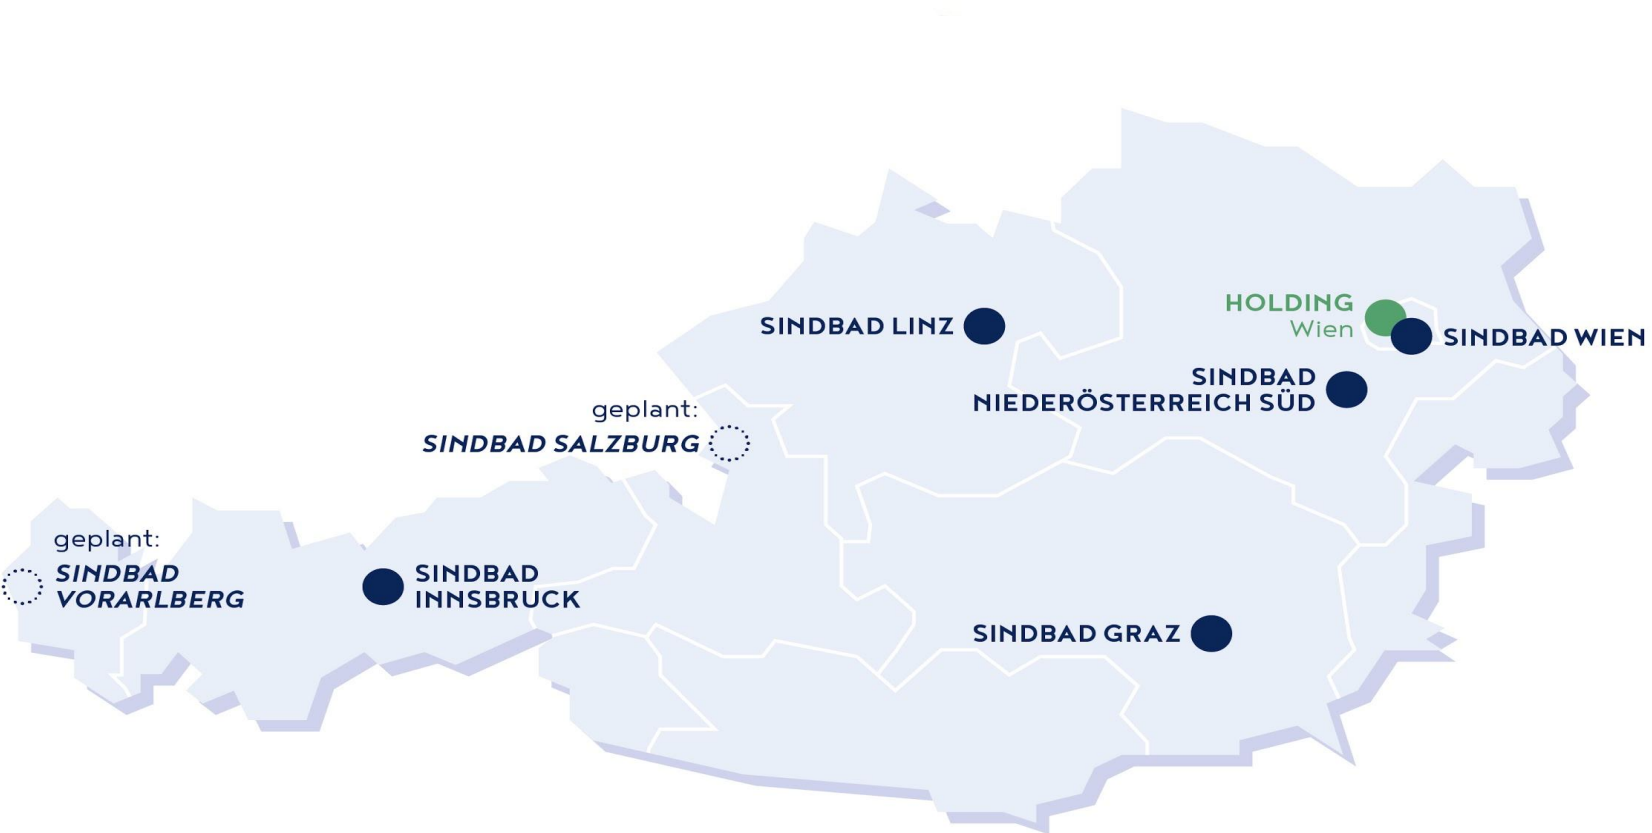 HOLDING
Wien
SINDBAD LINZ
SINDBAD WIEN
SINDBAD
NIEDERÖSTERREICH SÜD
geplant:
SINDBAD SALZBURG
geplant:
SINDBAD
VORARLBERG
SINDBAD
INNSBRUCK
SINDBAD GRAZ